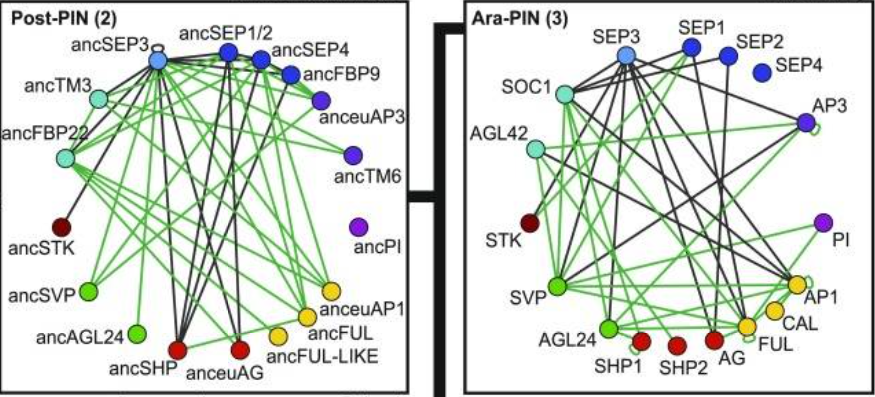 Post-PIN (2)
ancSEP3
ancSEP1/2
ancSEP4
ancFBP9
ancTM3
anceuAP3
ancFBP22
ancTM6
ancSTK
ancPI
ancSVP
anceuAP1
ancAGL24
ancFUL
ancFUL-LIKE
ancSHP
anceuAG
Ara-PIN (3)
SEP3
SEP1
SEP2
SEP4
SOC1
AP3
AGL42
STK
PI
SVP
AP1
CAL
AGL24
FUL
SHP1
SHP2
AG